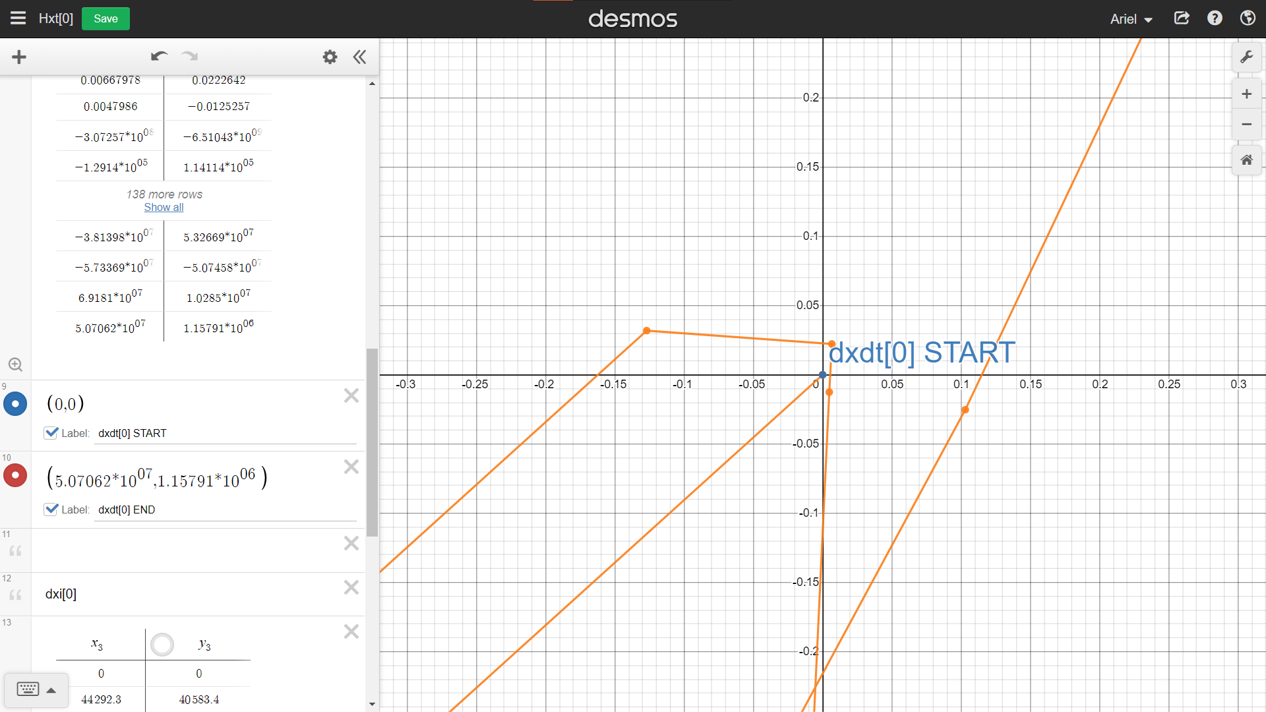 Hxt[0] Save desmos Ariel
0.00667978 0.0222642
0.0047986 −0.0125257
−3.07257*10^08 −6.51043*10^09
−1.2914*10^05 1.14114*10^05
138 more rows
Show all
−3.81398*10^07 5.32669*10^07
−5.73369*10^07 −5.07458*10^07
6.9181*10^07 1.0285*10^07
5.07062*10^07 1.15791*10^06
9
(0,0)
Label: dxdt[0] START
10
(5.07062*10^07,1.15791*10^06)
Label: dxdt[0] END
11
12
dxi[0]
13
x₃ y₃
0 0
44292.3 40583.4
0.2
0.15
0.1
0.05
dxdt[0] START
-0.3 -0.25 -0.2 -0.15 -0.1 -0.05 0 0.05 0.1 0.15 0.2 0.25 0.3
-0.05
-0.1
-0.15
-0.2